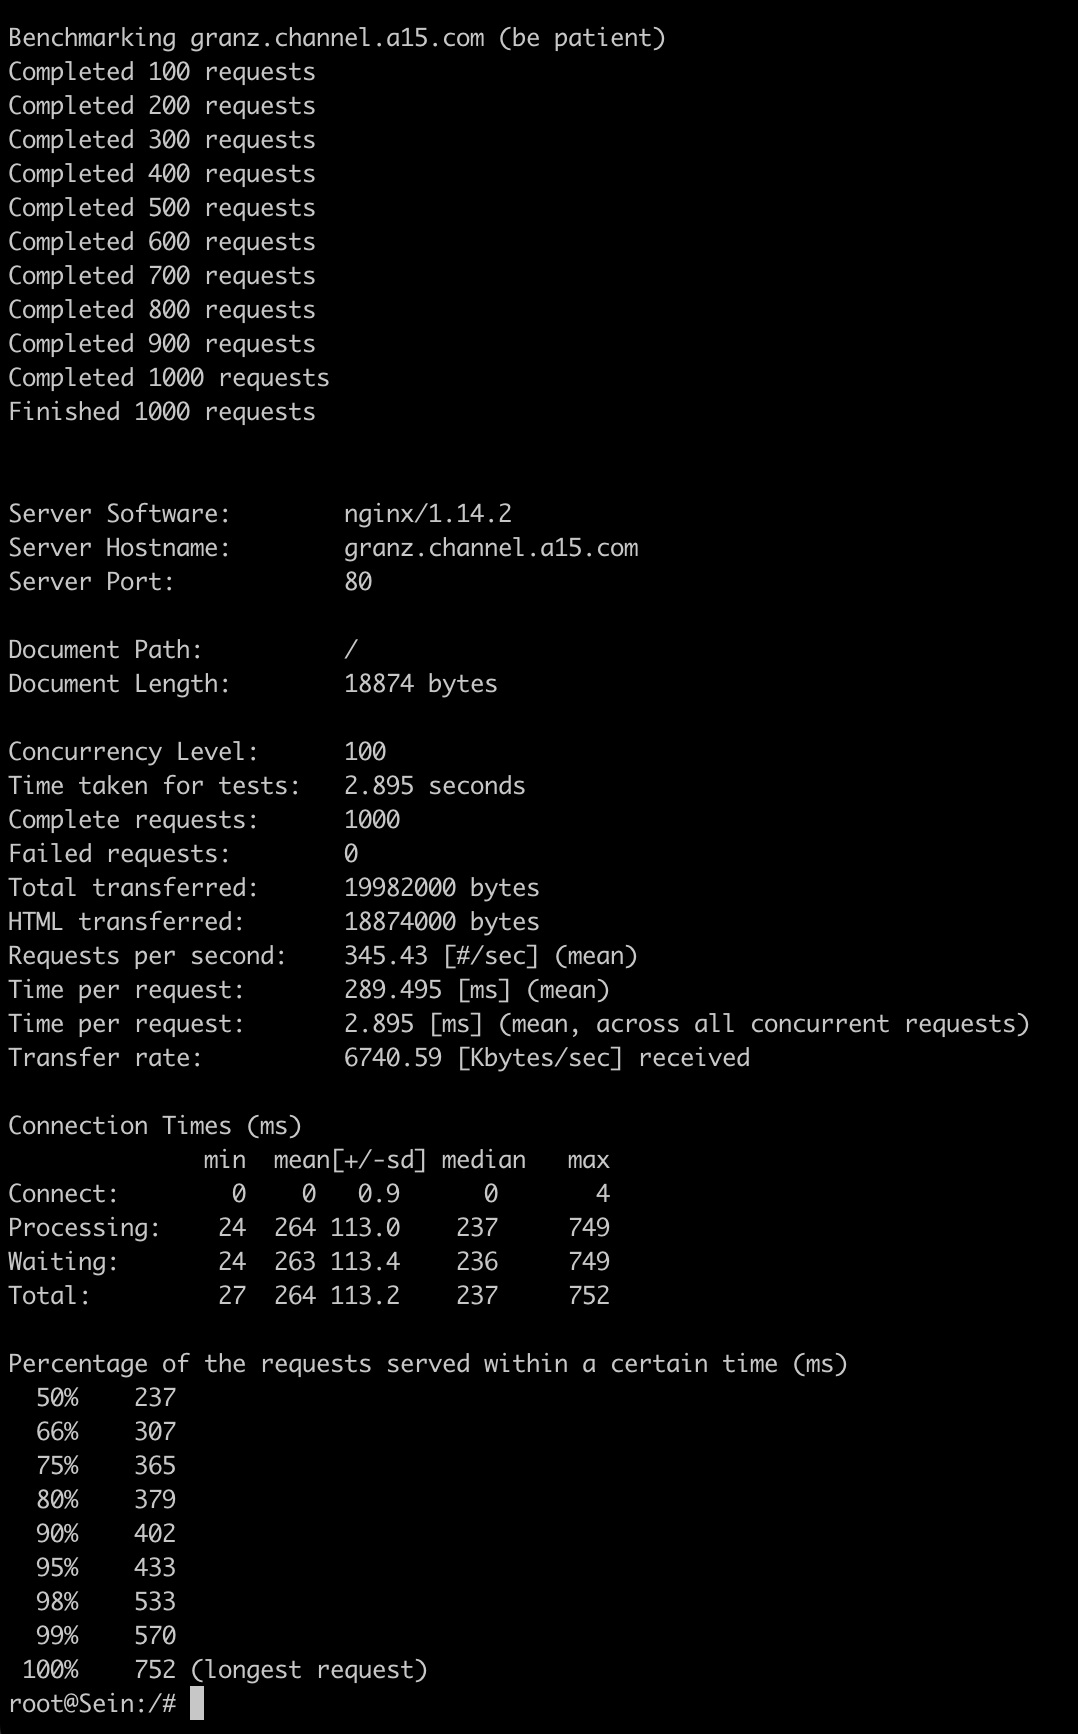 Benchmarking granz.channel.a15.com (be patient)
Completed 100 requests
Completed 200 requests
Completed 300 requests
Completed 400 requests
Completed 500 requests
Completed 600 requests
Completed 700 requests
Completed 800 requests
Completed 900 requests
Completed 1000 requests
Finished 1000 requests
Server Software:        nginx/1.14.2
Server Hostname:        granz.channel.a15.com
Server Port:            80
Document Path:          /
Document Length:        18874 bytes
Concurrency Level:      100
Time taken for tests:   2.895 seconds
Complete requests:      1000
Failed requests:        0
Total transferred:      19982000 bytes
HTML transferred:       18874000 bytes
Requests per second:    345.43 [#/sec] (mean)
Time per request:       289.495 [ms] (mean)
Time per request:       2.895 [ms] (mean, across all concurrent requests)
Transfer rate:          6740.59 [Kbytes/sec] received
Connection Times (ms)
              min  mean[+/-sd] median   max
Connect:        0    0   0.9      0       4
Processing:    24  264 113.0    237     749
Waiting:       24  263 113.4    236     749
Total:         27  264 113.2    237     752
Percentage of the requests served within a certain time (ms)
  50%    237
  66%    307
  75%    365
  80%    379
  90%    402
  95%    433
  98%    533
  99%    570
 100%    752 (longest request)
root@Sein:/#